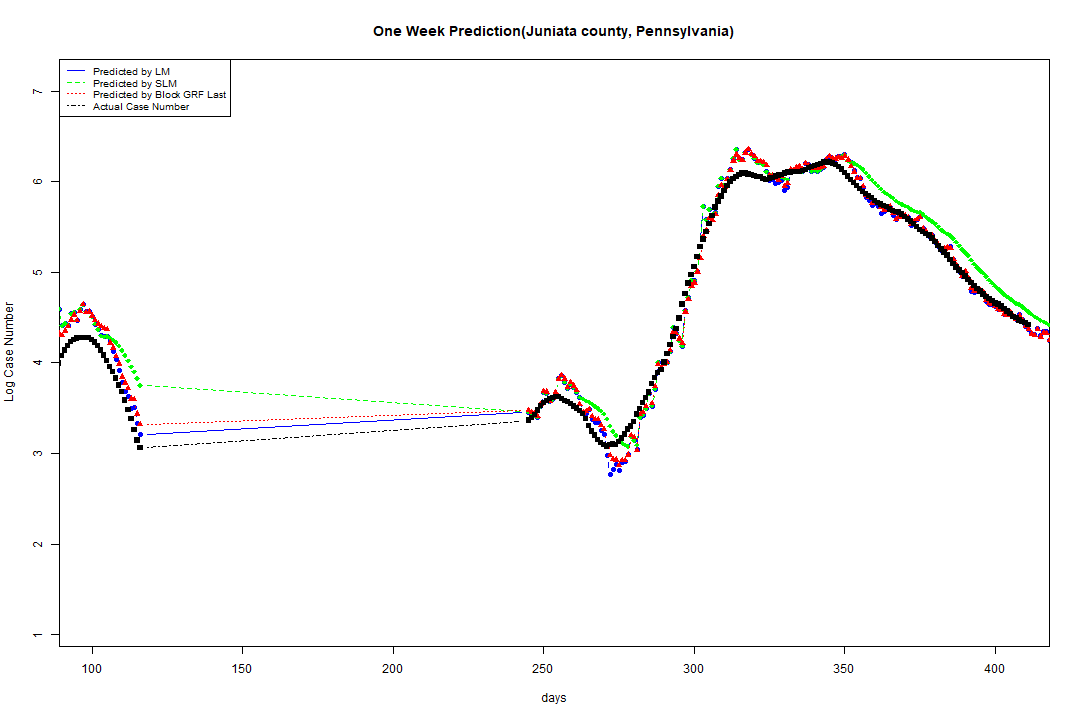 One Week Prediction(Juniata county, Pennsylvania)
Predicted by LM
Predicted by SLM
Predicted by Block GRF Last
Actual Case Number
7
6
5
4
3
2
1
Log Case Number
100 150 200 250 300 350 400
days